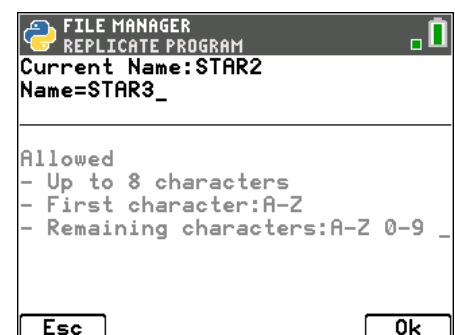 FILE MANAGER
REPLICATE PROGRAM
Current Name:STAR2
Name=STAR3_
Allowed
- Up to 8 characters
- First character:A-Z
- Remaining characters:A-Z 0-9 _
Esc
Ok